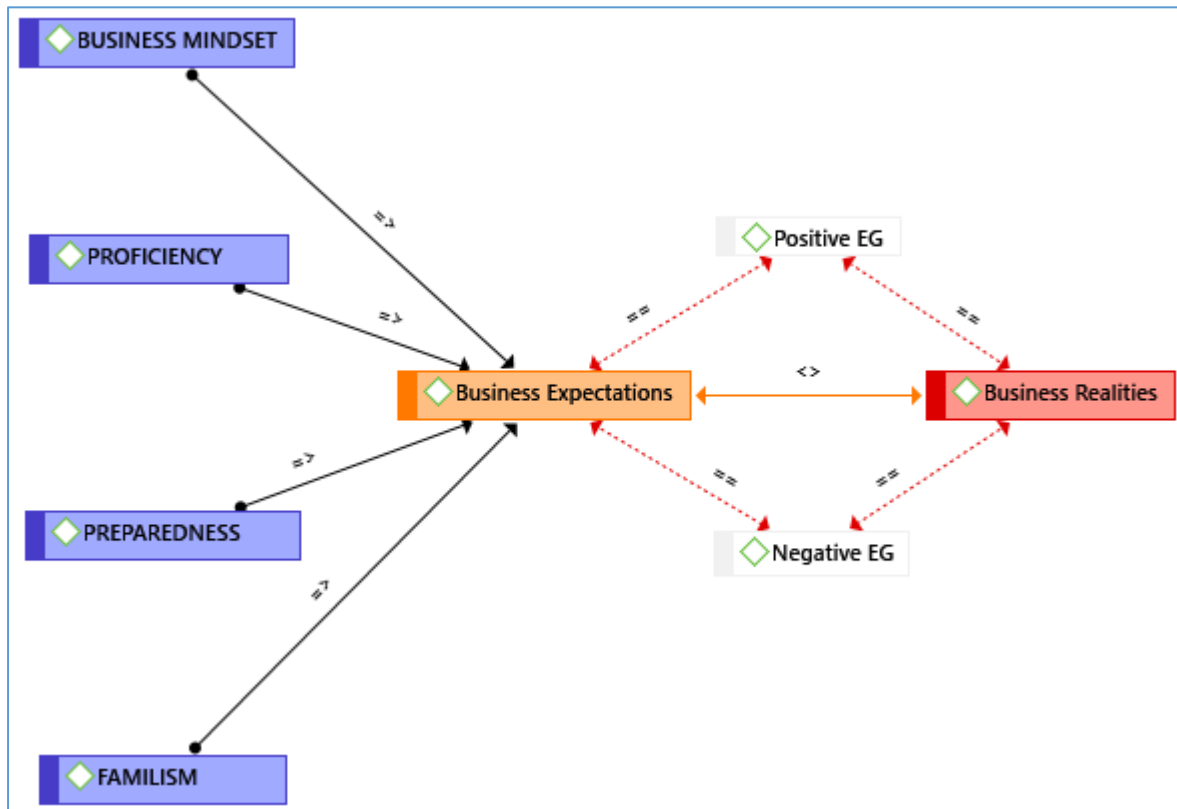 BUSINESS MINDSET
=>
PROFICIENCY
=>
Positive EG
==
==
<>
Business Expectations
Business Realities
==
==
=>
PREPAREDNESS
Negative EG
=>
FAMILISM